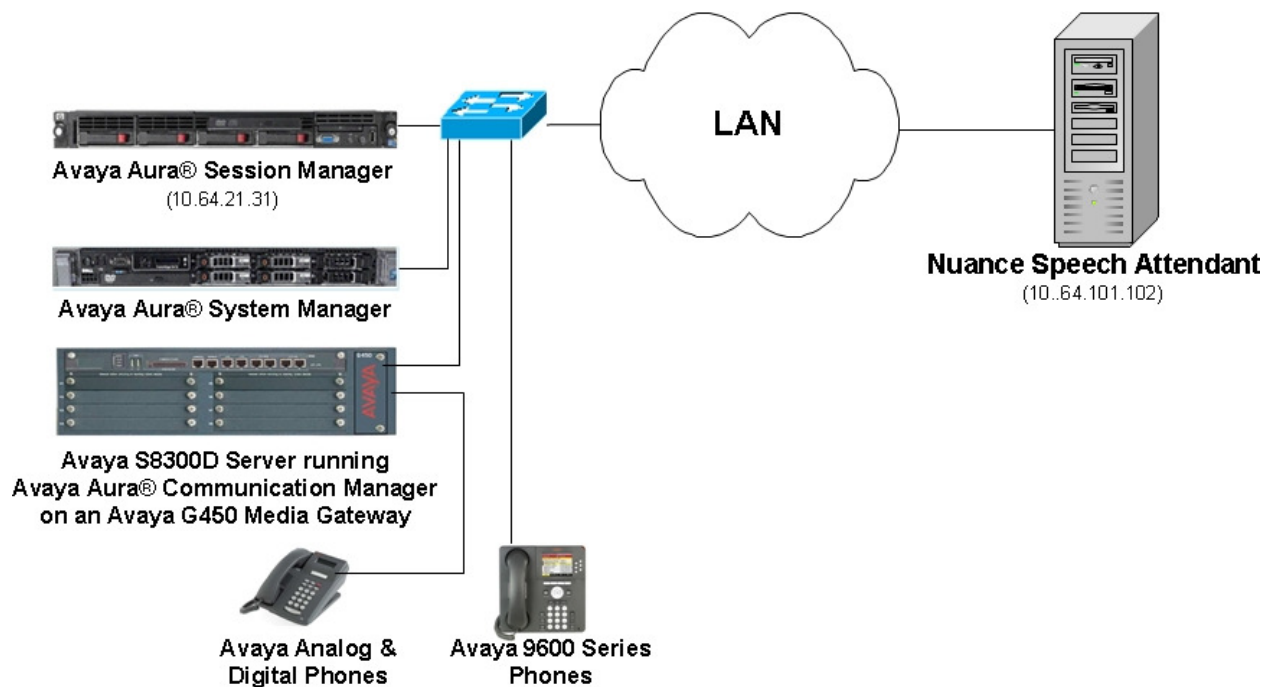 LAN
Avaya Aura® Session Manager
(10.64.21.31)
Nuance Speech Attendant
(10..64.101.102)
Avaya Aura® System Manager
AVAYA
Avaya S8300D Server running
Avaya Aura® Communication Manager
on an Avaya G450 Media Gateway
Avaya Analog &
Digital Phones
Avaya 9600 Series
Phones